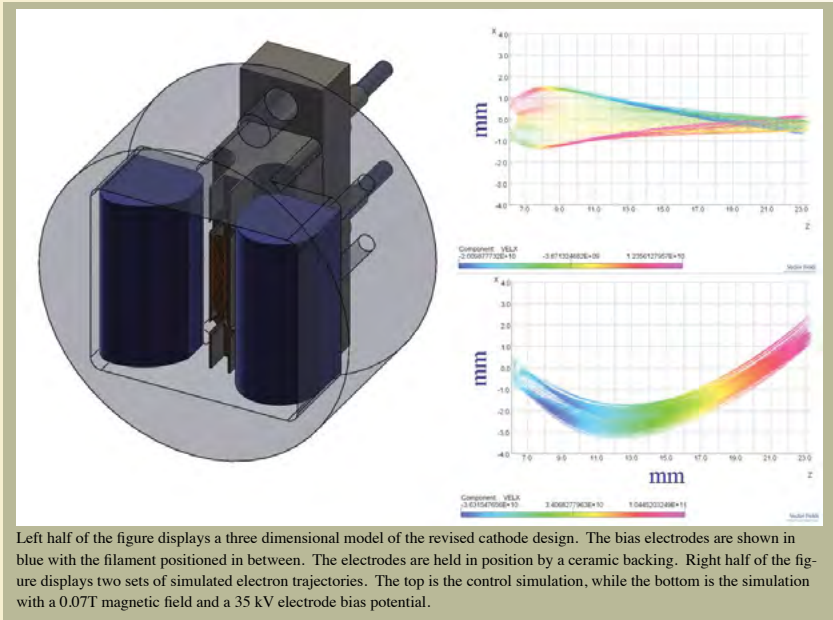 X
4.0
3.0
2.0
1.0
0.0
-1.0
-2.0
-3.0
-4.0
mm
7.0 9.0 11.0 13.0 15.0 17.0 19.0 21.0 23.0
Z
Component VELX
1.235612795E+10
X
4.0
3.0
2.0
1.0
0.0
-1.0
-2.0
-3.0
-4.0
mm
7.0 9.0 11.0 13.0 15.0 17.0 19.0 21.0 23.0
mm
Z
Component VELX
Vector Fields
Left half of the figure displays a three dimensional model of the revised cathode design. The bias electrodes are shown in
blue with the filament positioned in between. The electrodes are held in position by a ceramic backing. Right half of the fig-
ure displays two sets of simulated electron trajectories. The top is the control simulation, while the bottom is the simulation
with a 0.07T magnetic field and a 35 kV electrode bias potential.